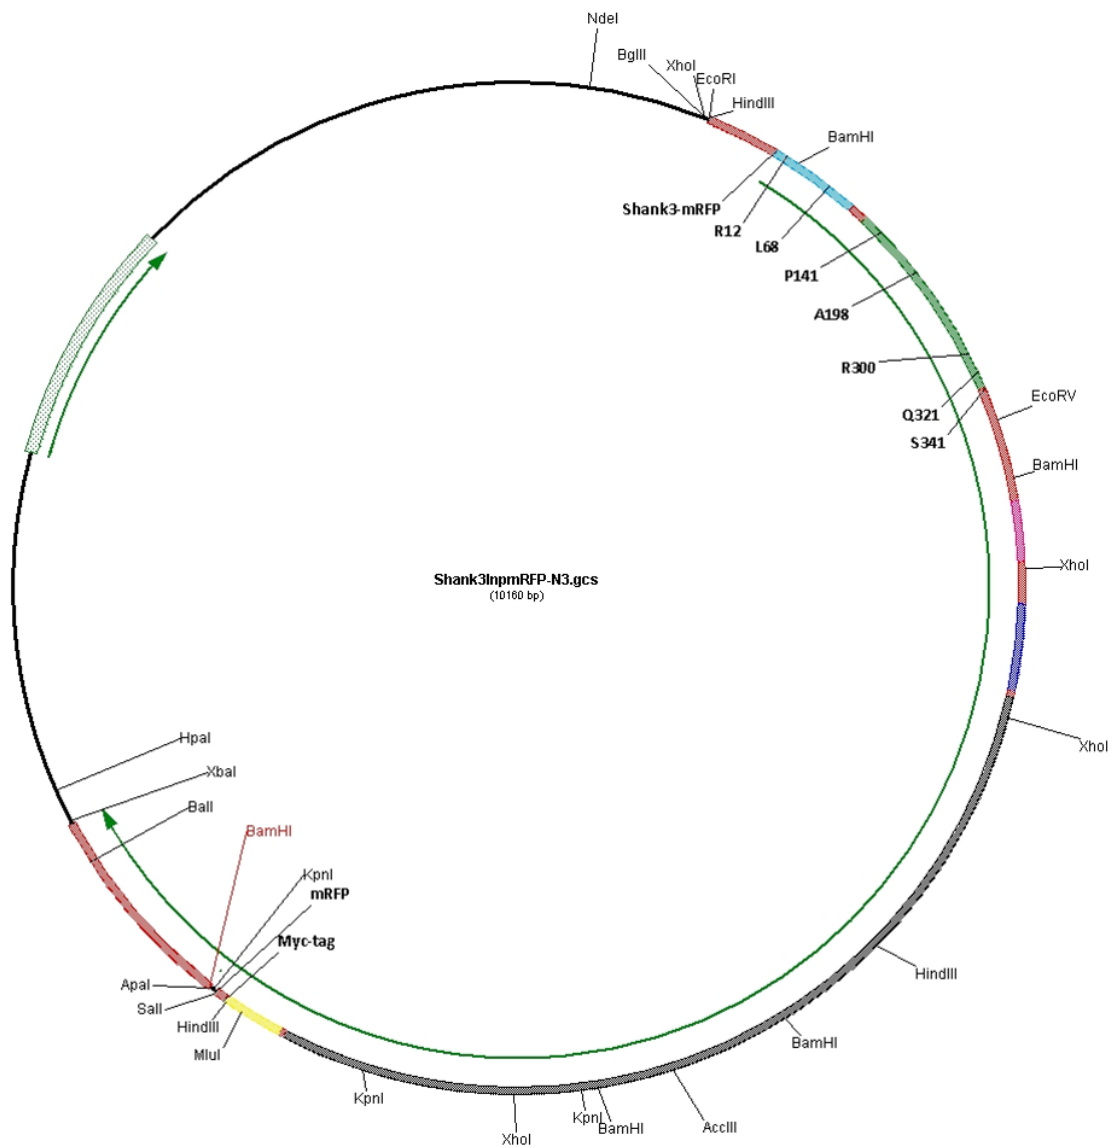 NdeI
BglII
XhoI
EcoRI
HindIII
BamHI
Shank3-mRFP
R12
L68
P141
A198
R300
Q321
S341
EcoRV
BamHI
XhoI
Shank3InpmRFP-N3.gcs
(10160 bp)
XhoI
HpaI
XbaI
BalI
BamHI
KpnI
mRFP
Myc-tag
ApaI
SalI
HindIII
MluI
HindIII
BamHI
AccIII
KpnI
XhoI
KpnI
BamHI